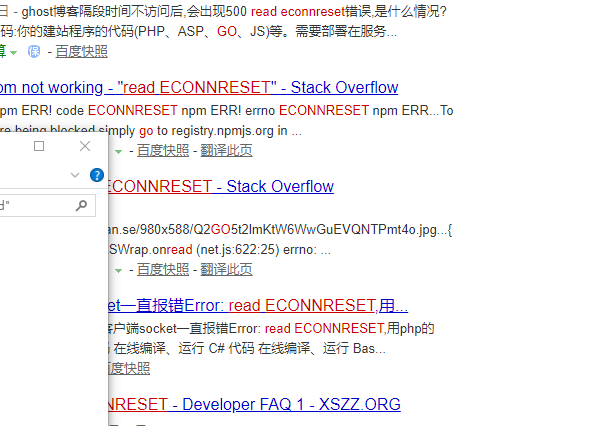 日 - ghost博客隔段时间不访问后,会出现500 read econnreset错误,是什么情况?
码:你的建站程序的代码(PHP、ASP、GO、JS)等。需要部署在服务...
算 保 - 百度快照
om not working - "read ECONNRESET" - Stack Overflow
npm ERR! code ECONNRESET npm ERR! errno ECONNRESET npm ERR...To
re being blocked simply go to registry.npmjs.org in ...
- 百度快照 - 翻译此页
ECONNRESET - Stack Overflow
d"
an.se/980x588/Q2GO5t2lmKtW6WwGuEVQNTPmt4o.jpg...{
SWrap.onread (net.js:622:25) errno: ...
- 百度快照 - 翻译此页
et一直报错Error: read ECONNRESET,用...
客户端socket一直报错Error: read ECONNRESET,用php的
在线编译、运行 C# 代码 在线编译、运行 Bas...
百度快照
NRESET - Developer FAQ 1 - XSZZ.ORG